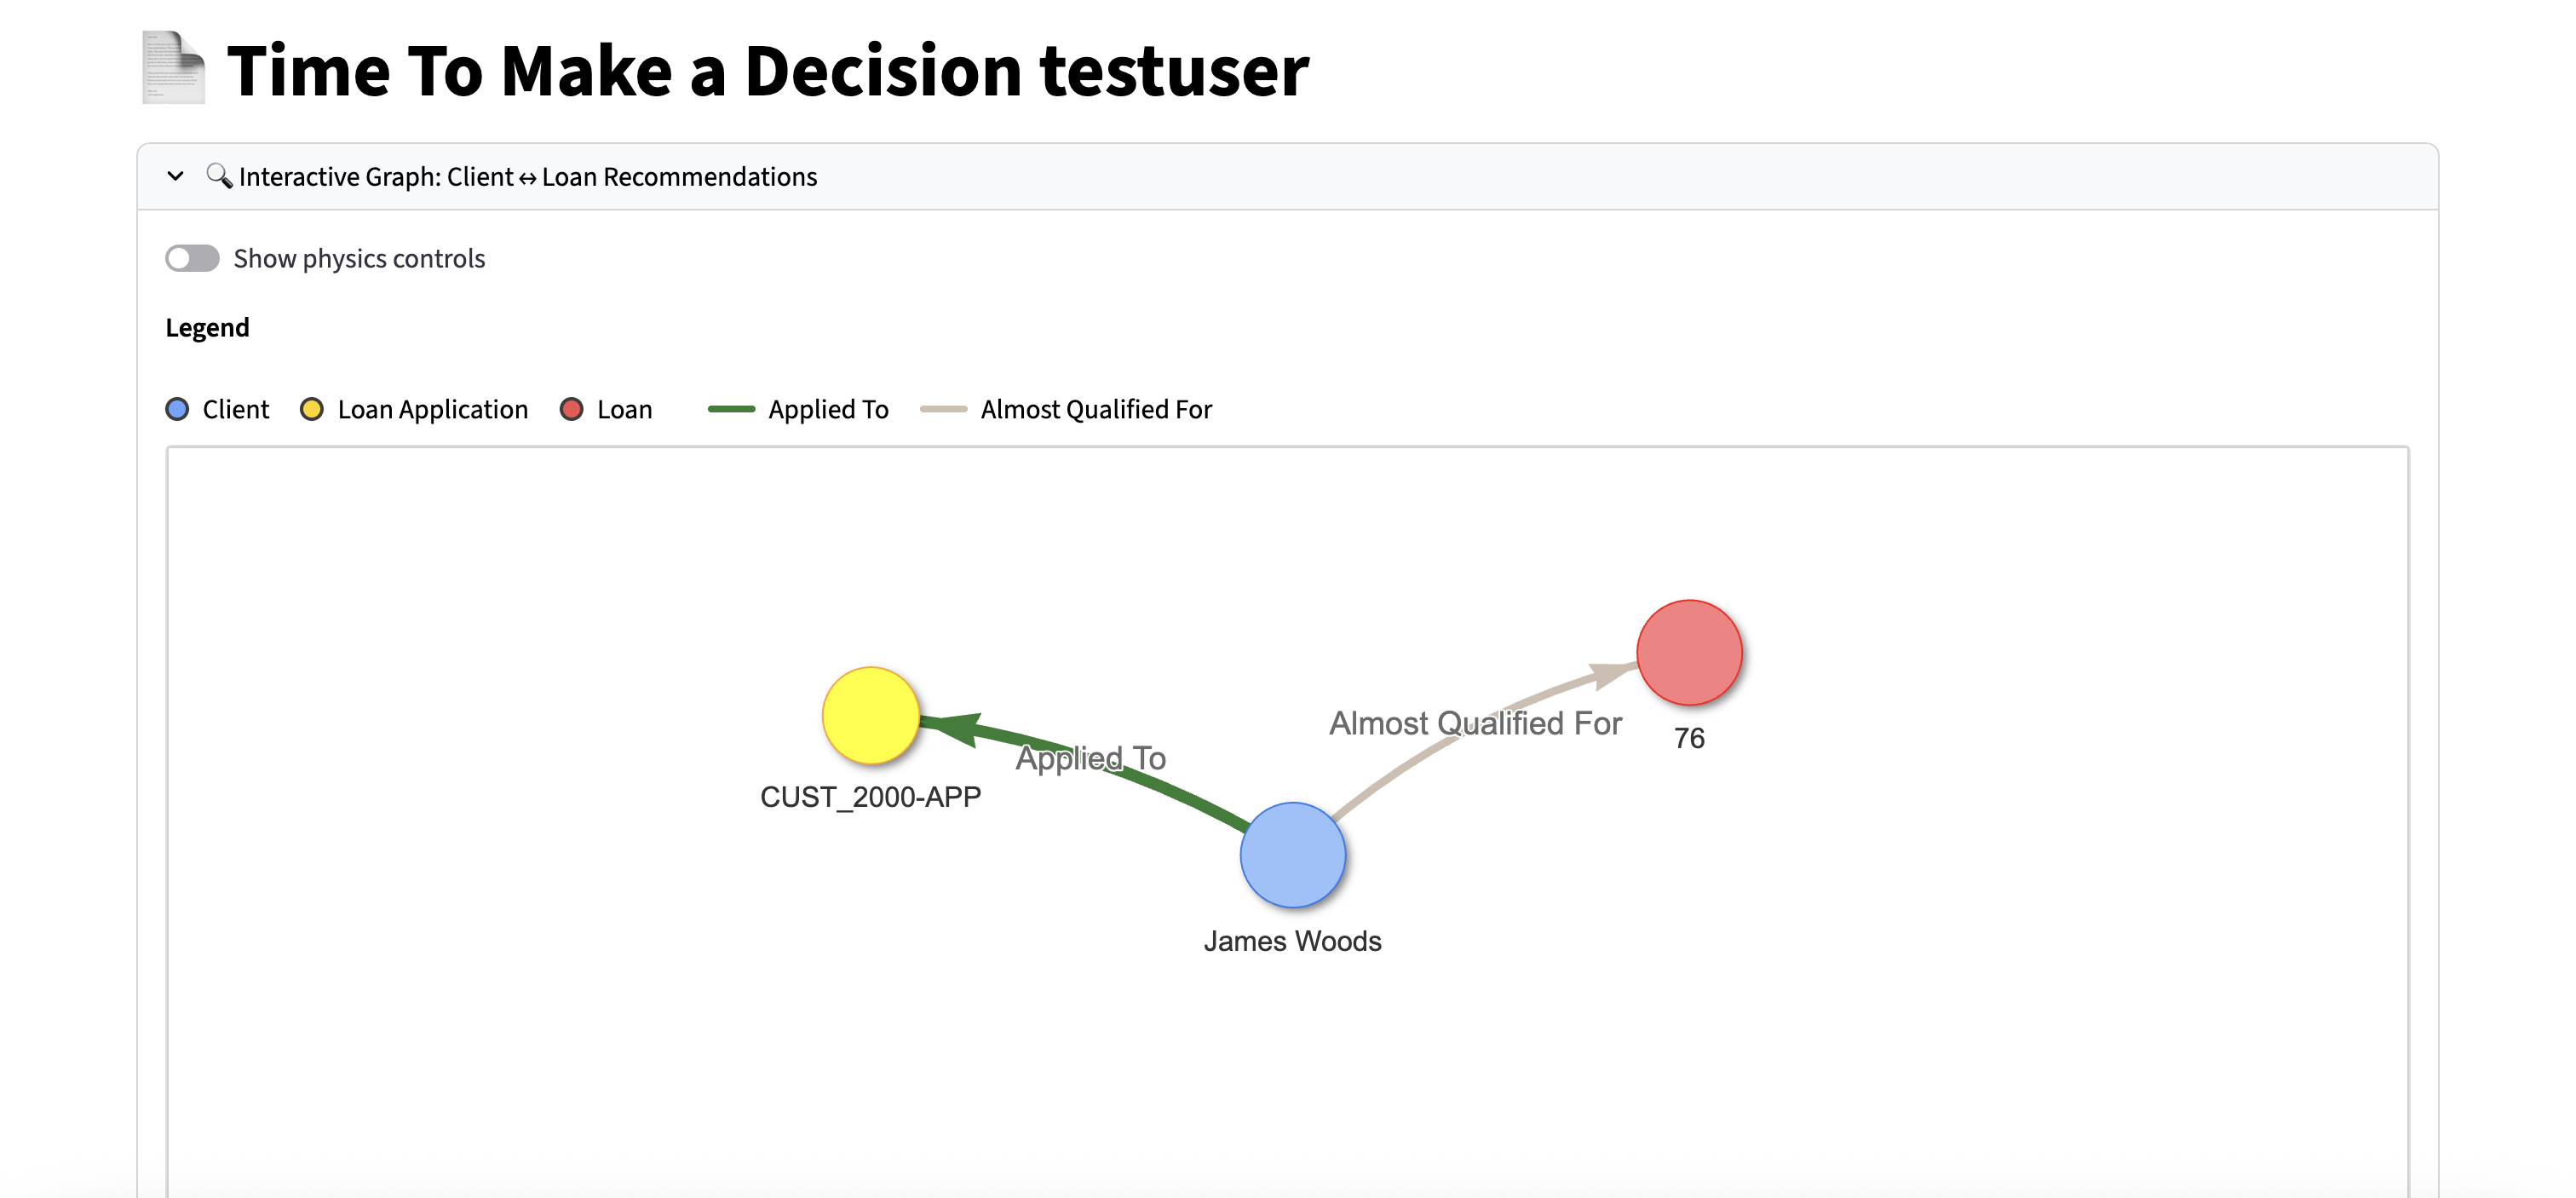 Time To Make a Decision testuser
Interactive Graph: Client ↔ Loan Recommendations
Show physics controls
Legend
Client Loan Application Loan Applied To Almost Qualified For
Almost Qualified For
76
Applied To
CUST_2000-APP
James Woods